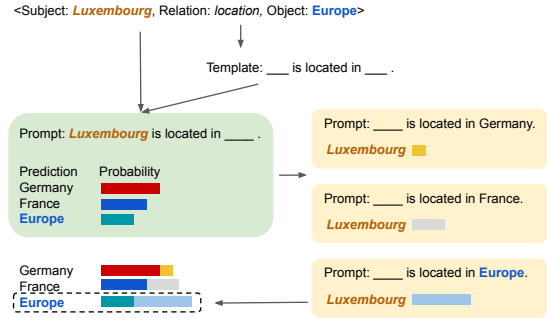 <Subject: Luxembourg, Relation: location, Object: Europe>
Template: ___ is located in ___ .
Prompt: Luxembourg is located in ____ .
Prediction Probability
Germany
France
Europe
Prompt: ____ is located in Germany.
Luxembourg
Prompt: ____ is located in France.
Luxembourg
Prompt: ____ is located in Europe.
Luxembourg
Germany
France
Europe